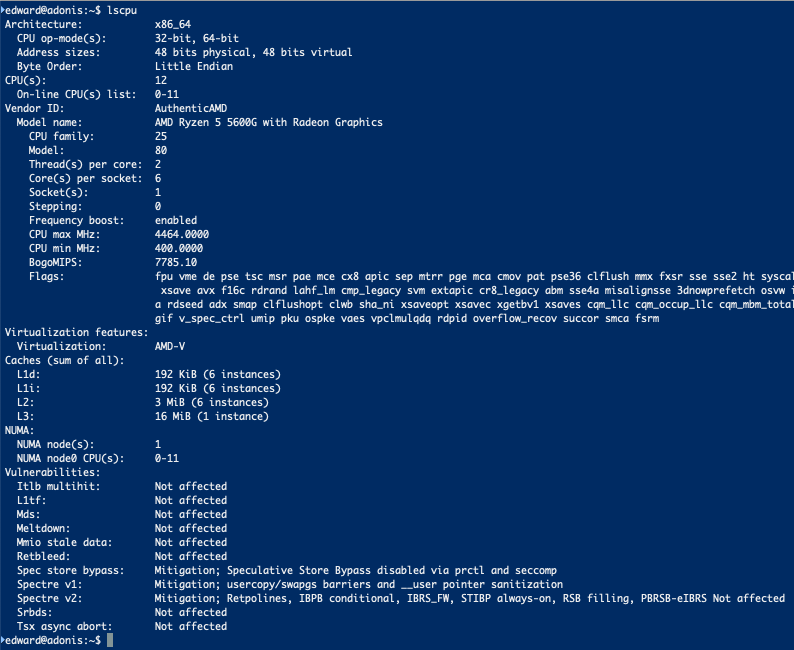 edward@adonis:~$ lscpu
Architecture: x86_64
CPU op-mode(s): 32-bit, 64-bit
Address sizes: 48 bits physical, 48 bits virtual
Byte Order: Little Endian
CPU(s): 12
On-line CPU(s) list: 0-11
Vendor ID: AuthenticAMD
Model name: AMD Ryzen 5 5600G with Radeon Graphics
CPU family: 25
Model: 80
Thread(s) per core: 2
Core(s) per socket: 6
Socket(s): 1
Stepping: 0
Frequency boost: enabled
CPU max MHz: 4464.0000
CPU min MHz: 400.0000
BogoMIPS: 7785.10
Flags: fpu vme de pse tsc msr pae mce cx8 apic sep mtrr pge mca cmov pat pse36 clflush mmx fxsr sse sse2 ht syscal
xsave avx f16c rdrand lahf_lm cmp_legacy svm extapic cr8_legacy abm sse4a misalignsse 3dnowprefetch osvw i
a rdseed adx smap clflushopt clwb sha_ni xsaveopt xsavec xgetbv1 xsaves cqm_llc cqm_occup_llc cqm_mbm_total
gif v_spec_ctrl umip pku ospke vaes vpclmulqdq rdpid overflow_recov succor smca fsrm
Virtualization features:
Virtualization: AMD-V
Caches (sum of all):
L1d: 192 KiB (6 instances)
L1i: 192 KiB (6 instances)
L2: 3 MiB (6 instances)
L3: 16 MiB (1 instance)
NUMA:
NUMA node(s): 1
NUMA node0 CPU(s): 0-11
Vulnerabilities:
Itlb multihit: Not affected
L1tf: Not affected
Mds: Not affected
Meltdown: Not affected
Mmio stale data: Not affected
Retbleed: Not affected
Spec store bypass: Mitigation; Speculative Store Bypass disabled via prctl and seccomp
Spectre v1: Mitigation; usercopy/swapgs barriers and __user pointer sanitization
Spectre v2: Mitigation; Retpolines, IBPB conditional, IBRS_FW, STIBP always-on, RSB filling, PBRSB-eIBRS Not affected
Srbds: Not affected
Tsx async abort: Not affected
edward@adonis:~$